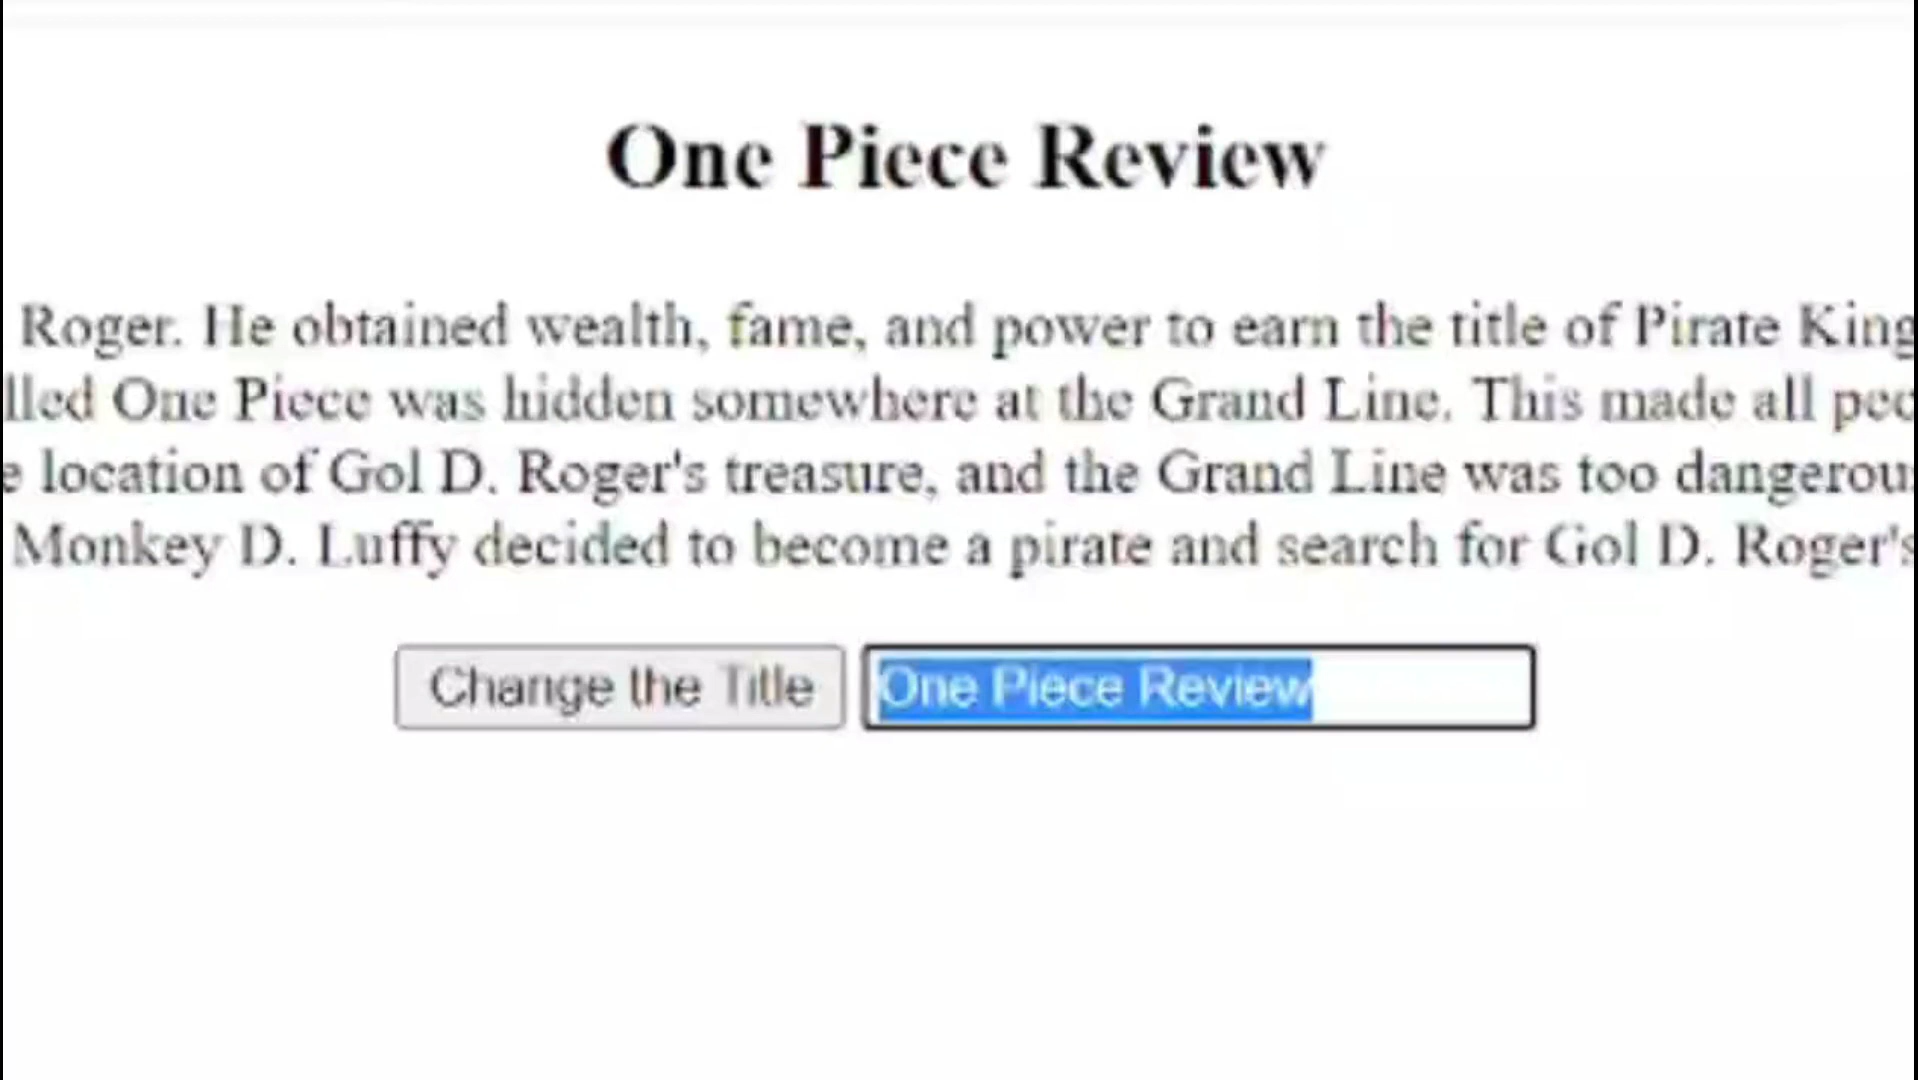 One Piece Review
Roger. He obtained wealth, fame, and power to earn the title of Pirate King
lled One Piece was hidden somewhere at the Grand Line. This made all peo
e location of Gol D. Roger's treasure, and the Grand Line was too dangerous
Monkey D. Luffy decided to become a pirate and search for Gol D. Roger's
Change the Title One Piece Review